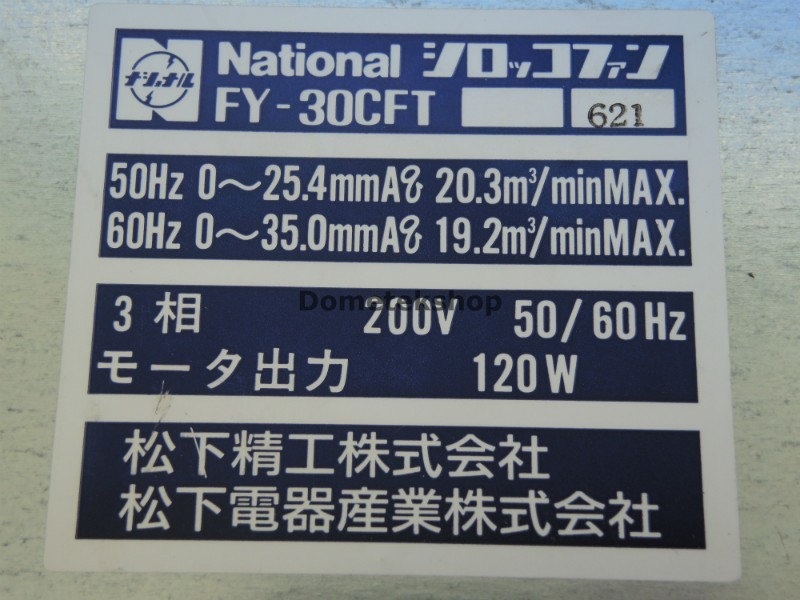 ナショナル National シロッコファン
FY-30CFT 621
50Hz 0～25.4mmAq 20.3m³/minMAX.
60Hz 0～35.0mmAq 19.2m³/minMAX.
Dometekshop
3相 200V 50/60Hz
モータ出力 120W
松下精工株式会社
松下電器産業株式会社